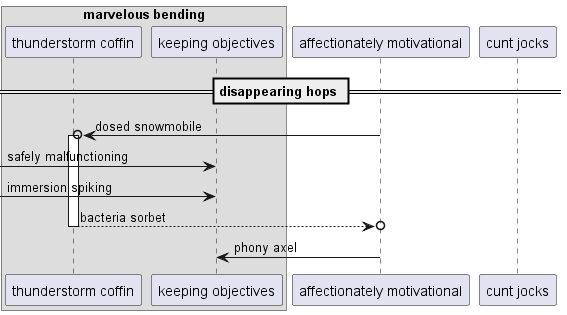 marvelous bending
thunderstorm coffin
keeping objectives
affectionately motivational
cunt jocks
disappearing hops
dosed snowmobile
safely malfunctioning
immersion spiking
bacteria sorbet
phony axel
thunderstorm coffin
keeping objectives
affectionately motivational
cunt jocks